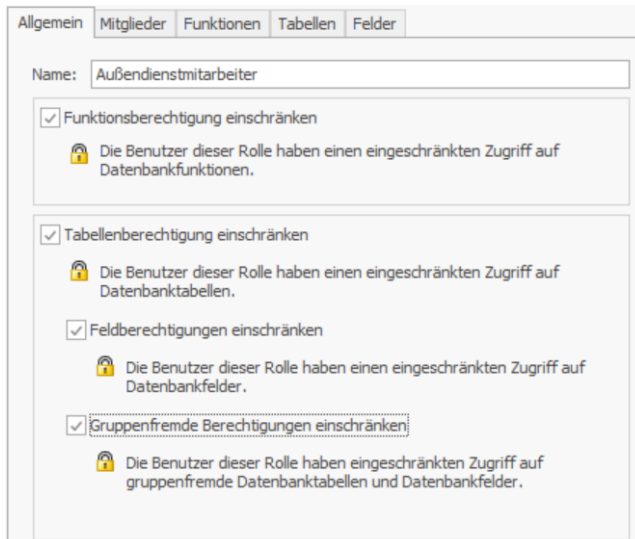 Allgemein Mitglieder Funktionen Tabellen Felder
Name: Außendienstmitarbeiter
Funktionsberechtigung einschränken
Die Benutzer dieser Rolle haben einen eingeschränkten Zugriff auf
Datenbankfunktionen.
Tabellenberechtigung einschränken
Die Benutzer dieser Rolle haben einen eingeschränkten Zugriff auf
Datenbanktabellen.
Feldberechtigungen einschränken
Die Benutzer dieser Rolle haben einen eingeschränkten Zugriff auf
Datenbankfelder.
Gruppenfremde Berechtigungen einschränken
Die Benutzer dieser Rolle haben eingeschränkten Zugriff auf
gruppenfremde Datenbanktabellen und Datenbankfelder.